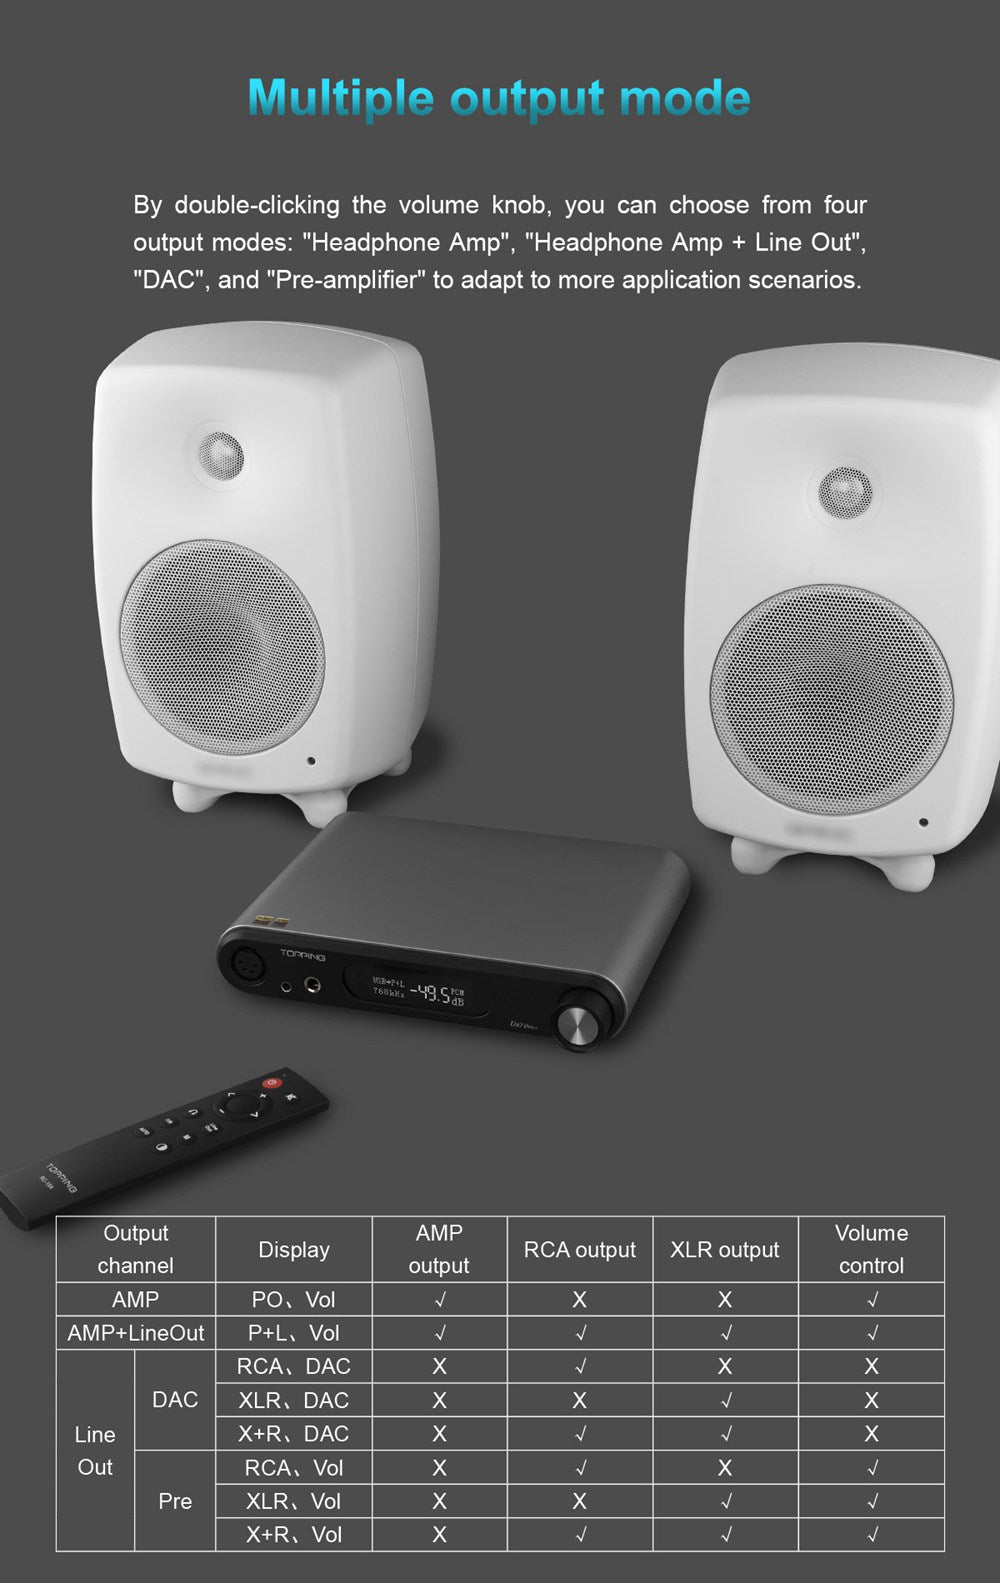 Multiple output mode
By double-clicking the volume knob, you can choose from four
output modes: "Headphone Amp", "Headphone Amp + Line Out",
"DAC", and "Pre-amplifier" to adapt to more application scenarios.
TOPPING
USB→P+L
768kHz
-49.5
PCM
dB
TOPPING
RC-15A
Output channel Display AMP output RCA output XLR output Volume control
AMP PO、Vol √ X X √
AMP+LineOut P+L、Vol √ √ √ √
Line Out DAC RCA、DAC X √ X X
XLR、DAC X X √ X
X+R、DAC X √ √ X
Pre RCA、Vol X √ X √
XLR、Vol X X √ √
X+R、Vol X √ √ √